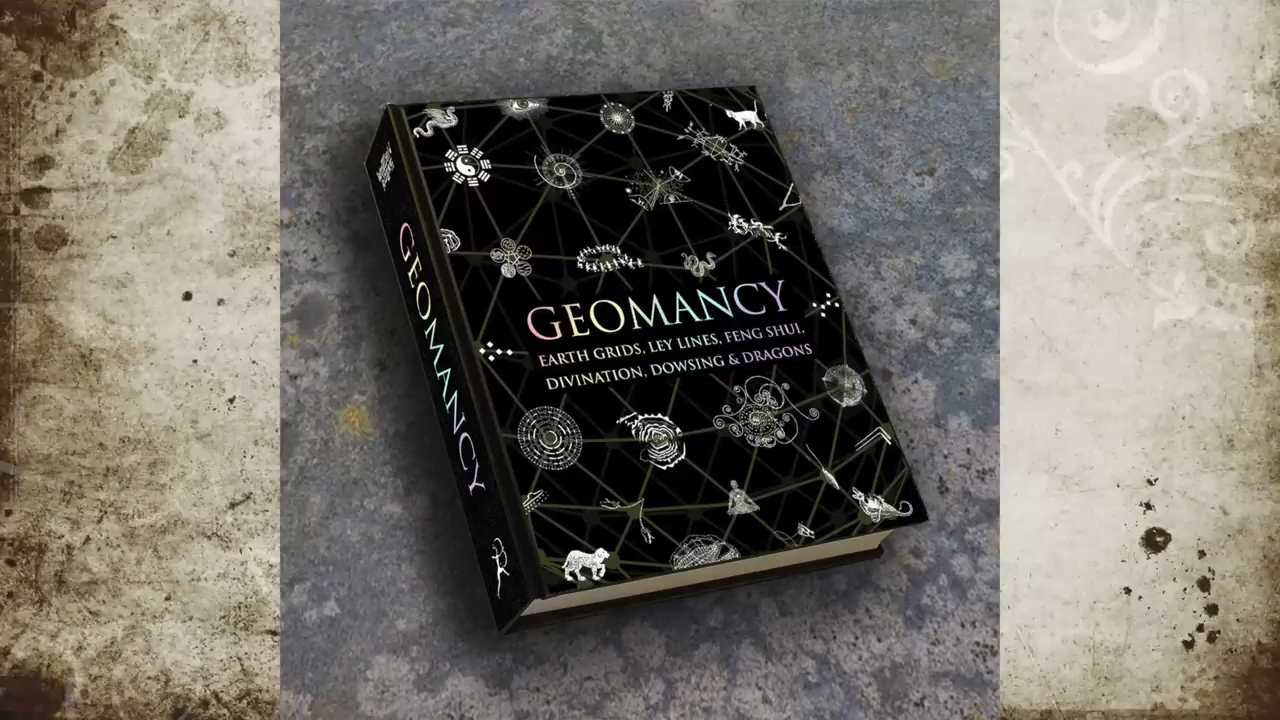 GEOMANCY
GEOMANCY
EARTH GRIDS, LEY LINES, FENG SHUI,
DIVINATION, DOWSING & DRAGONS